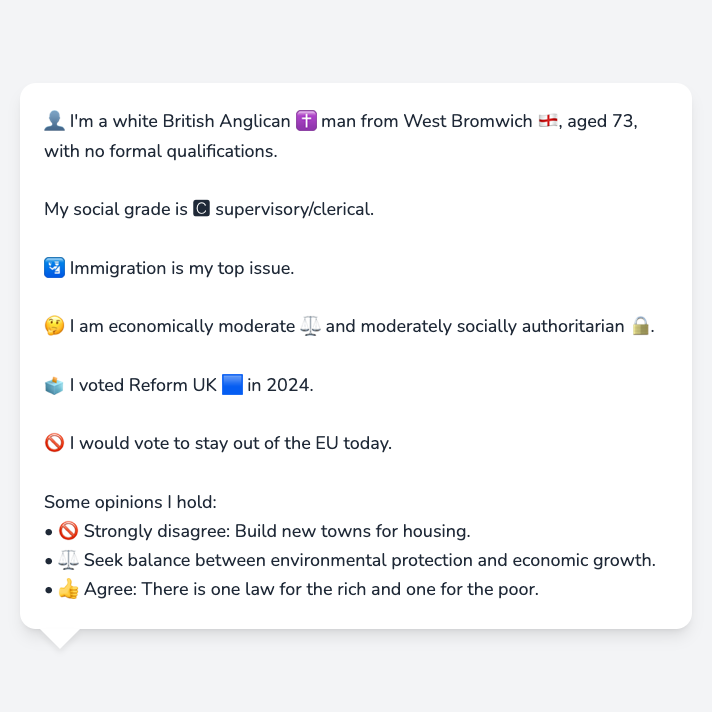 👤 I'm a white British Anglican ✝️ man from West Bromwich 🏴󠁧󠁢󠁥󠁮󠁧󠁿, aged 73,
with no formal qualifications.
My social grade is 🅲 supervisory/clerical.
🛂 Immigration is my top issue.
🤔 I am economically moderate ⚖️ and moderately socially authoritarian 🔒.
🗳️ I voted Reform UK 🟦 in 2024.
🚫 I would vote to stay out of the EU today.
Some opinions I hold:
• 🚫 Strongly disagree: Build new towns for housing.
• ⚖️ Seek balance between environmental protection and economic growth.
• 👍 Agree: There is one law for the rich and one for the poor.